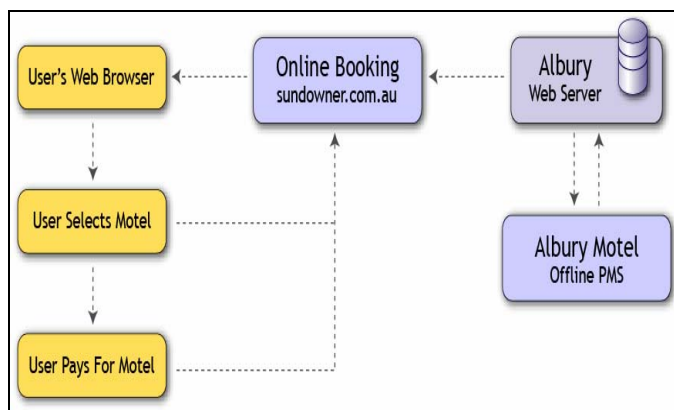 User's Web Browser
Online Booking
sundowner.com.au
Albury
Web Server
User Selects Motel
Albury Motel
Offline PMS
User Pays For Motel